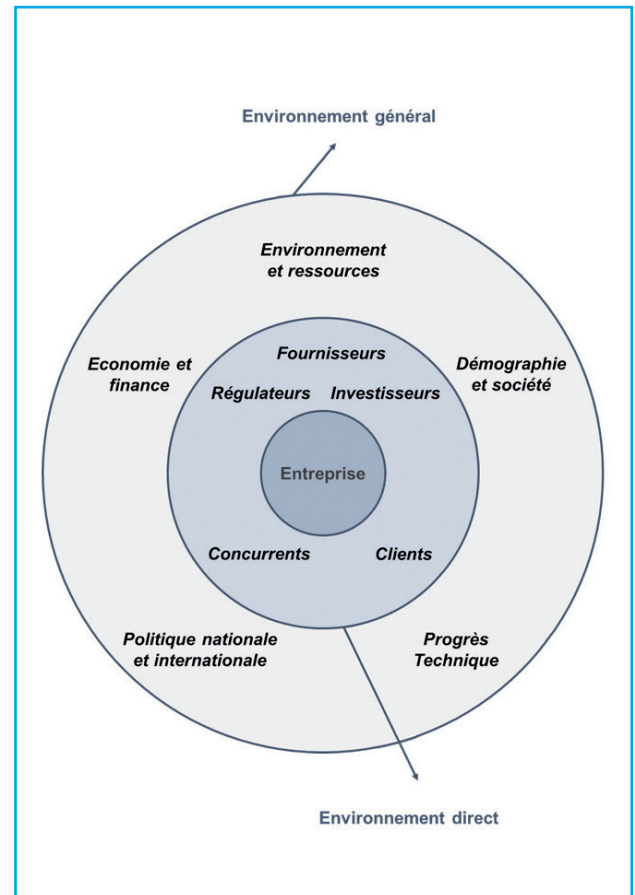 Environnement général
Environnement
et ressources
Fournisseurs
Economie et
finance
Démographie
et société
Régulateurs
Investisseurs
Entreprise
Concurrents
Clients
Politique nationale
et internationale
Progrès
Technique
Environnement direct